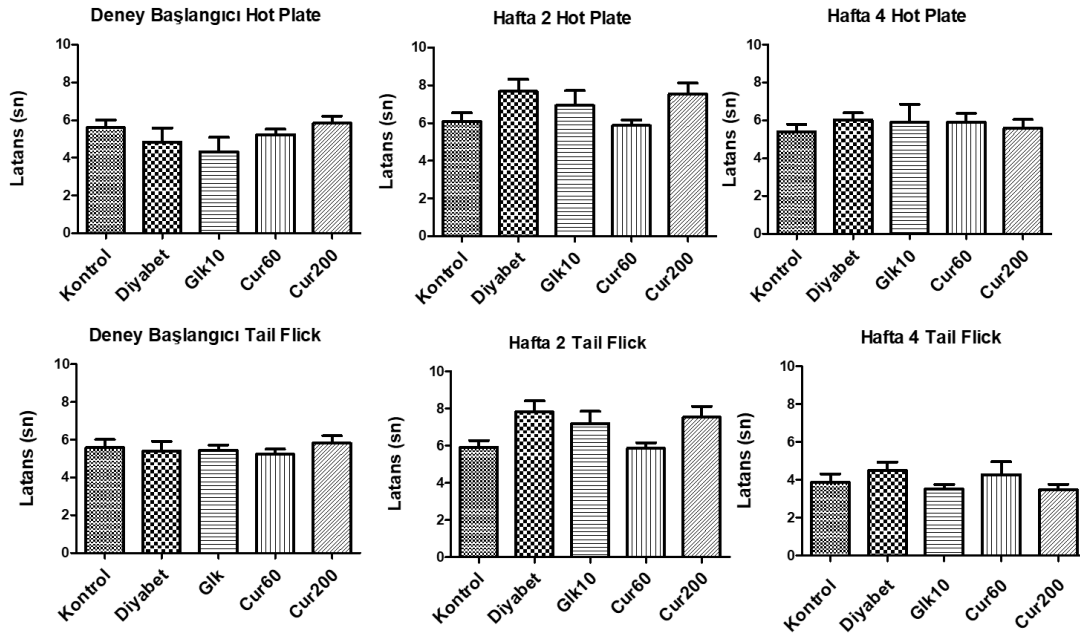 Deney Başlangıcı Hot Plate
10
8
6
4
2
0
Latans (sn)
Kontrol
Diyabet
Glk10
Cur60
Cur200
Hafta 2 Hot Plate
10
8
6
4
2
0
Latans (sn)
Kontrol
Diyabet
Glk10
Cur60
Cur200
Hafta 4 Hot Plate
10
8
6
4
2
0
Latans (sn)
Kontrol
Diyabet
Glk10
Cur60
Cur200
Deney Başlangıcı Tail Flick
10
8
6
4
2
0
Latans (sn)
Kontrol
Diyabet
Glk
Cur60
Cur200
Hafta 2 Tail Flick
10
8
6
4
2
0
Latans (sn)
Kontrol
Diyabet
Glk10
Cur60
Cur200
Hafta 4 Tail Flick
10
8
6
4
2
0
Latans (sn)
Kontrol
Diyabet
Glk10
Cur60
Cur200